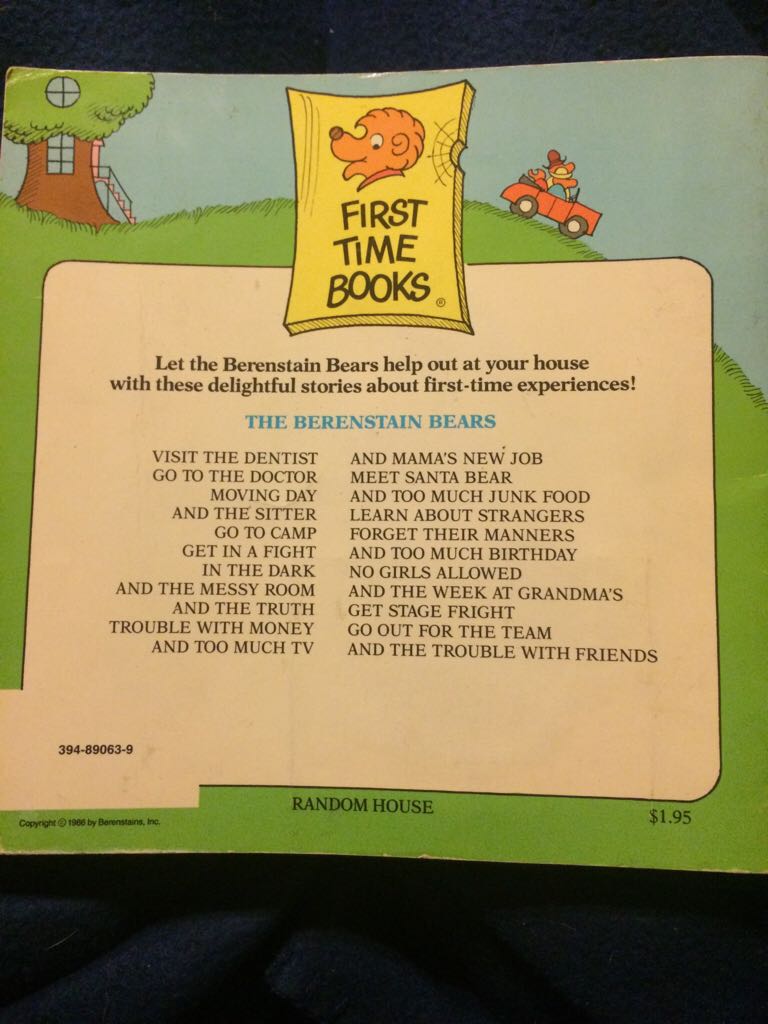 FIRST
TIME
BOOKS®
Let the Berenstain Bears help out at your house
with these delightful stories about first-time experiences!
THE BERENSTAIN BEARS
VISIT THE DENTIST
GO TO THE DOCTOR
MOVING DAY
AND THE SITTER
GO TO CAMP
GET IN A FIGHT
IN THE DARK
AND THE MESSY ROOM
AND THE TRUTH
TROUBLE WITH MONEY
AND TOO MUCH TV
AND MAMA'S NEW JOB
MEET SANTA BEAR
AND TOO MUCH JUNK FOOD
LEARN ABOUT STRANGERS
FORGET THEIR MANNERS
AND TOO MUCH BIRTHDAY
NO GIRLS ALLOWED
AND THE WEEK AT GRANDMA'S
GET STAGE FRIGHT
GO OUT FOR THE TEAM
AND THE TROUBLE WITH FRIENDS
394-89063-9
RANDOM HOUSE
Copyright © 1986 by Berenstains, Inc.
$1.95